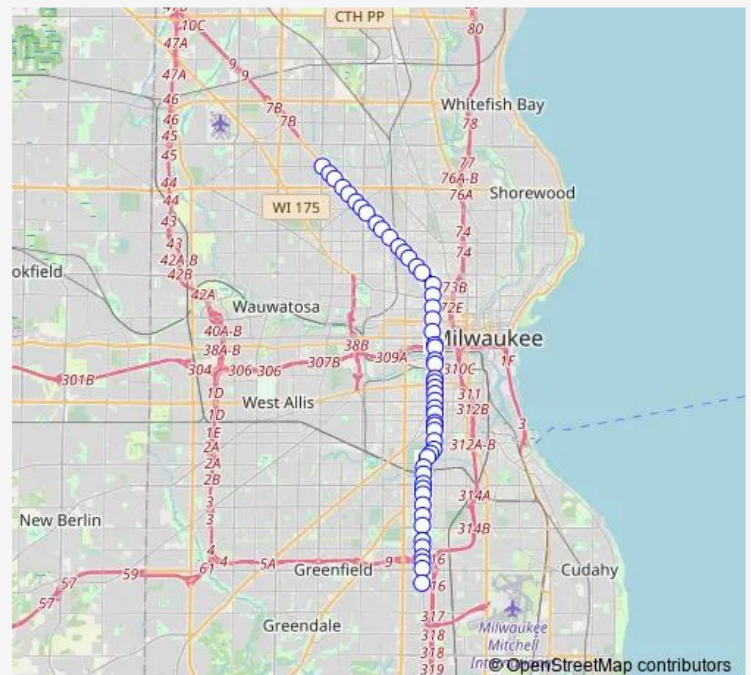 CTH PP
47B
10C
47A
80
9
9
47A
7B
7B
46
46
45
45
Whitefish Bay
78
77
76A-B
76A
44
44
Shorewood
WI 175
43
43
74
74
42A-B
42B
ookfield
42A
73B
Wauwatosa
72E
40A-B
38A-B
38B
Milwaukee
309A
1F
304
306
306
307B
310C
301B
1D
West Allis
311
312B
1D
1E
3
2A
312A-B
2A
2B
314A
3
New Berlin
3
314B
4
4
5A
9
16
57
59
61
Greenfield
Cudahy
57
16
317
Greendale
318
Milwaukee
Mitchell
318
319
© OpenStreetMap contributors